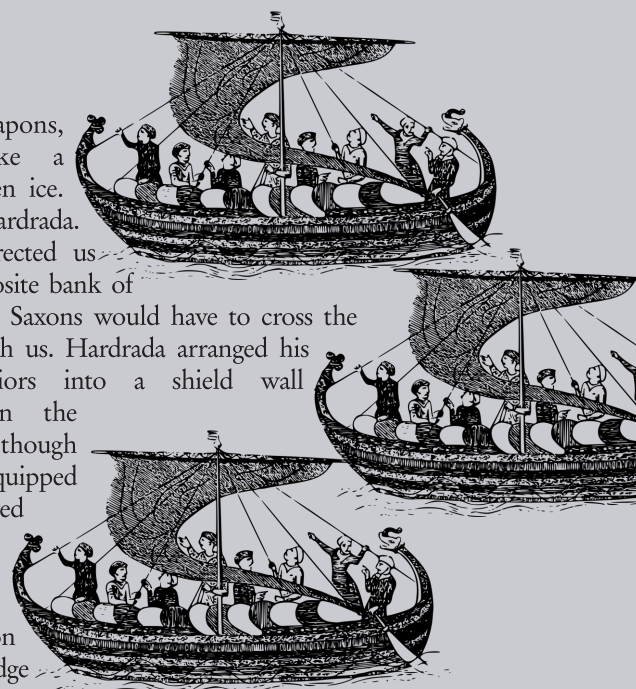 apons,
ke a
en ice.
ardrada.
rected us
osite bank of
Saxons would have to cross the
h us. Hardrada arranged his
iors into a shield wall
n the
though
quipped
ed
on
dge